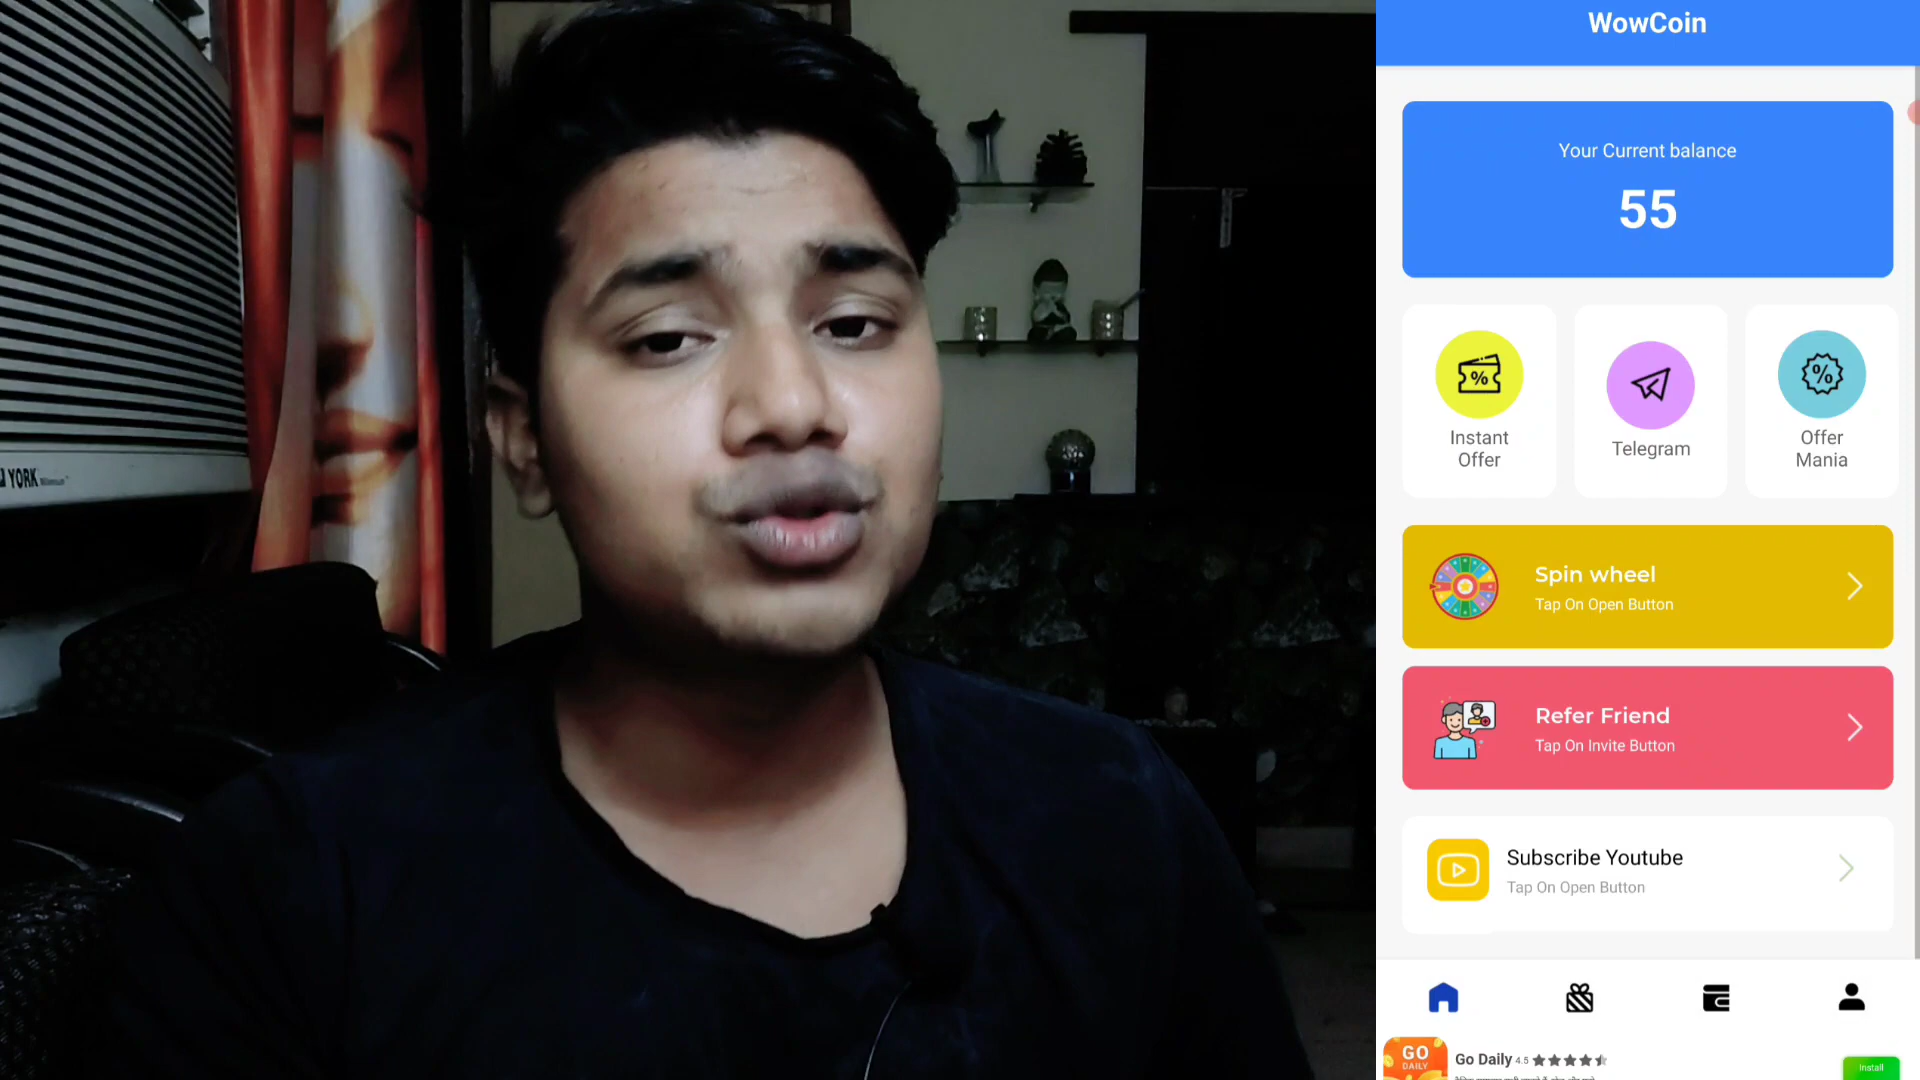 YORK
WowCoin
Your Current balance
55
Instant
Offer
Telegram
Offer
Mania
Spin wheel
Tap On Open Button
Refer Friend
Tap On Invite Button
Subscribe Youtube
Tap On Open Button
GO
DAILY
Go Daily 4.5
Install